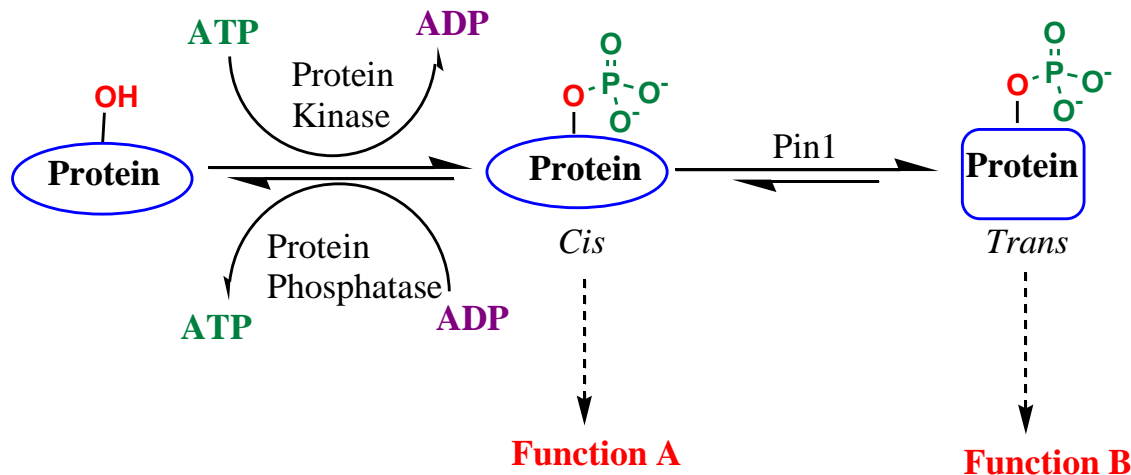 ATP
ADP
Protein
Kinase
OH
Protein
O
O
P
O-
O-
Protein
Cis
Pin1
O
O
P
O-
O-
Protein
Trans
Protein
Phosphatase
ATP
ADP
Function A
Function B